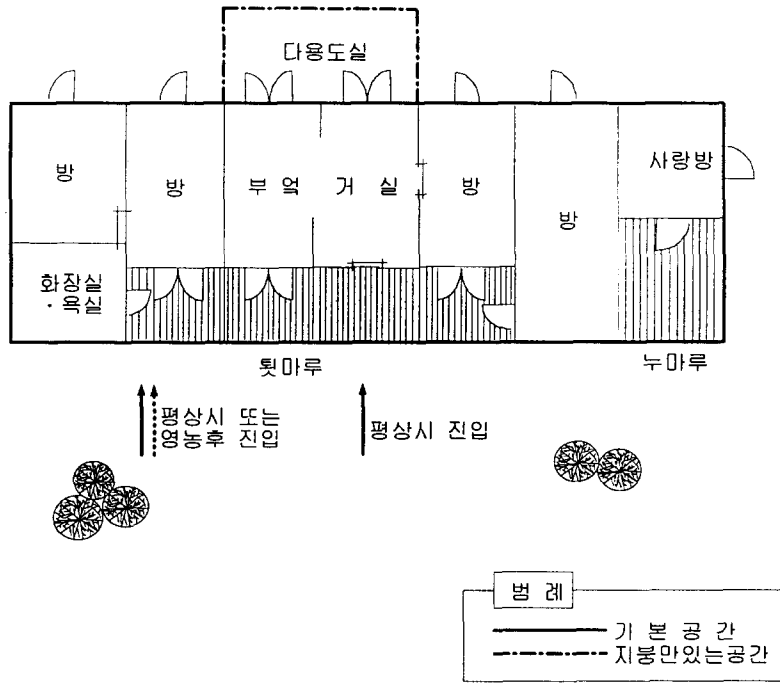 다용도실
방
방
부 엌
거 실
방
방
사랑방
화장실
· 욕실
툇마루
누마루
평상시 또는
영농후 진입
평상시 진입
범 례
기 본 공 간
지붕만있는공간